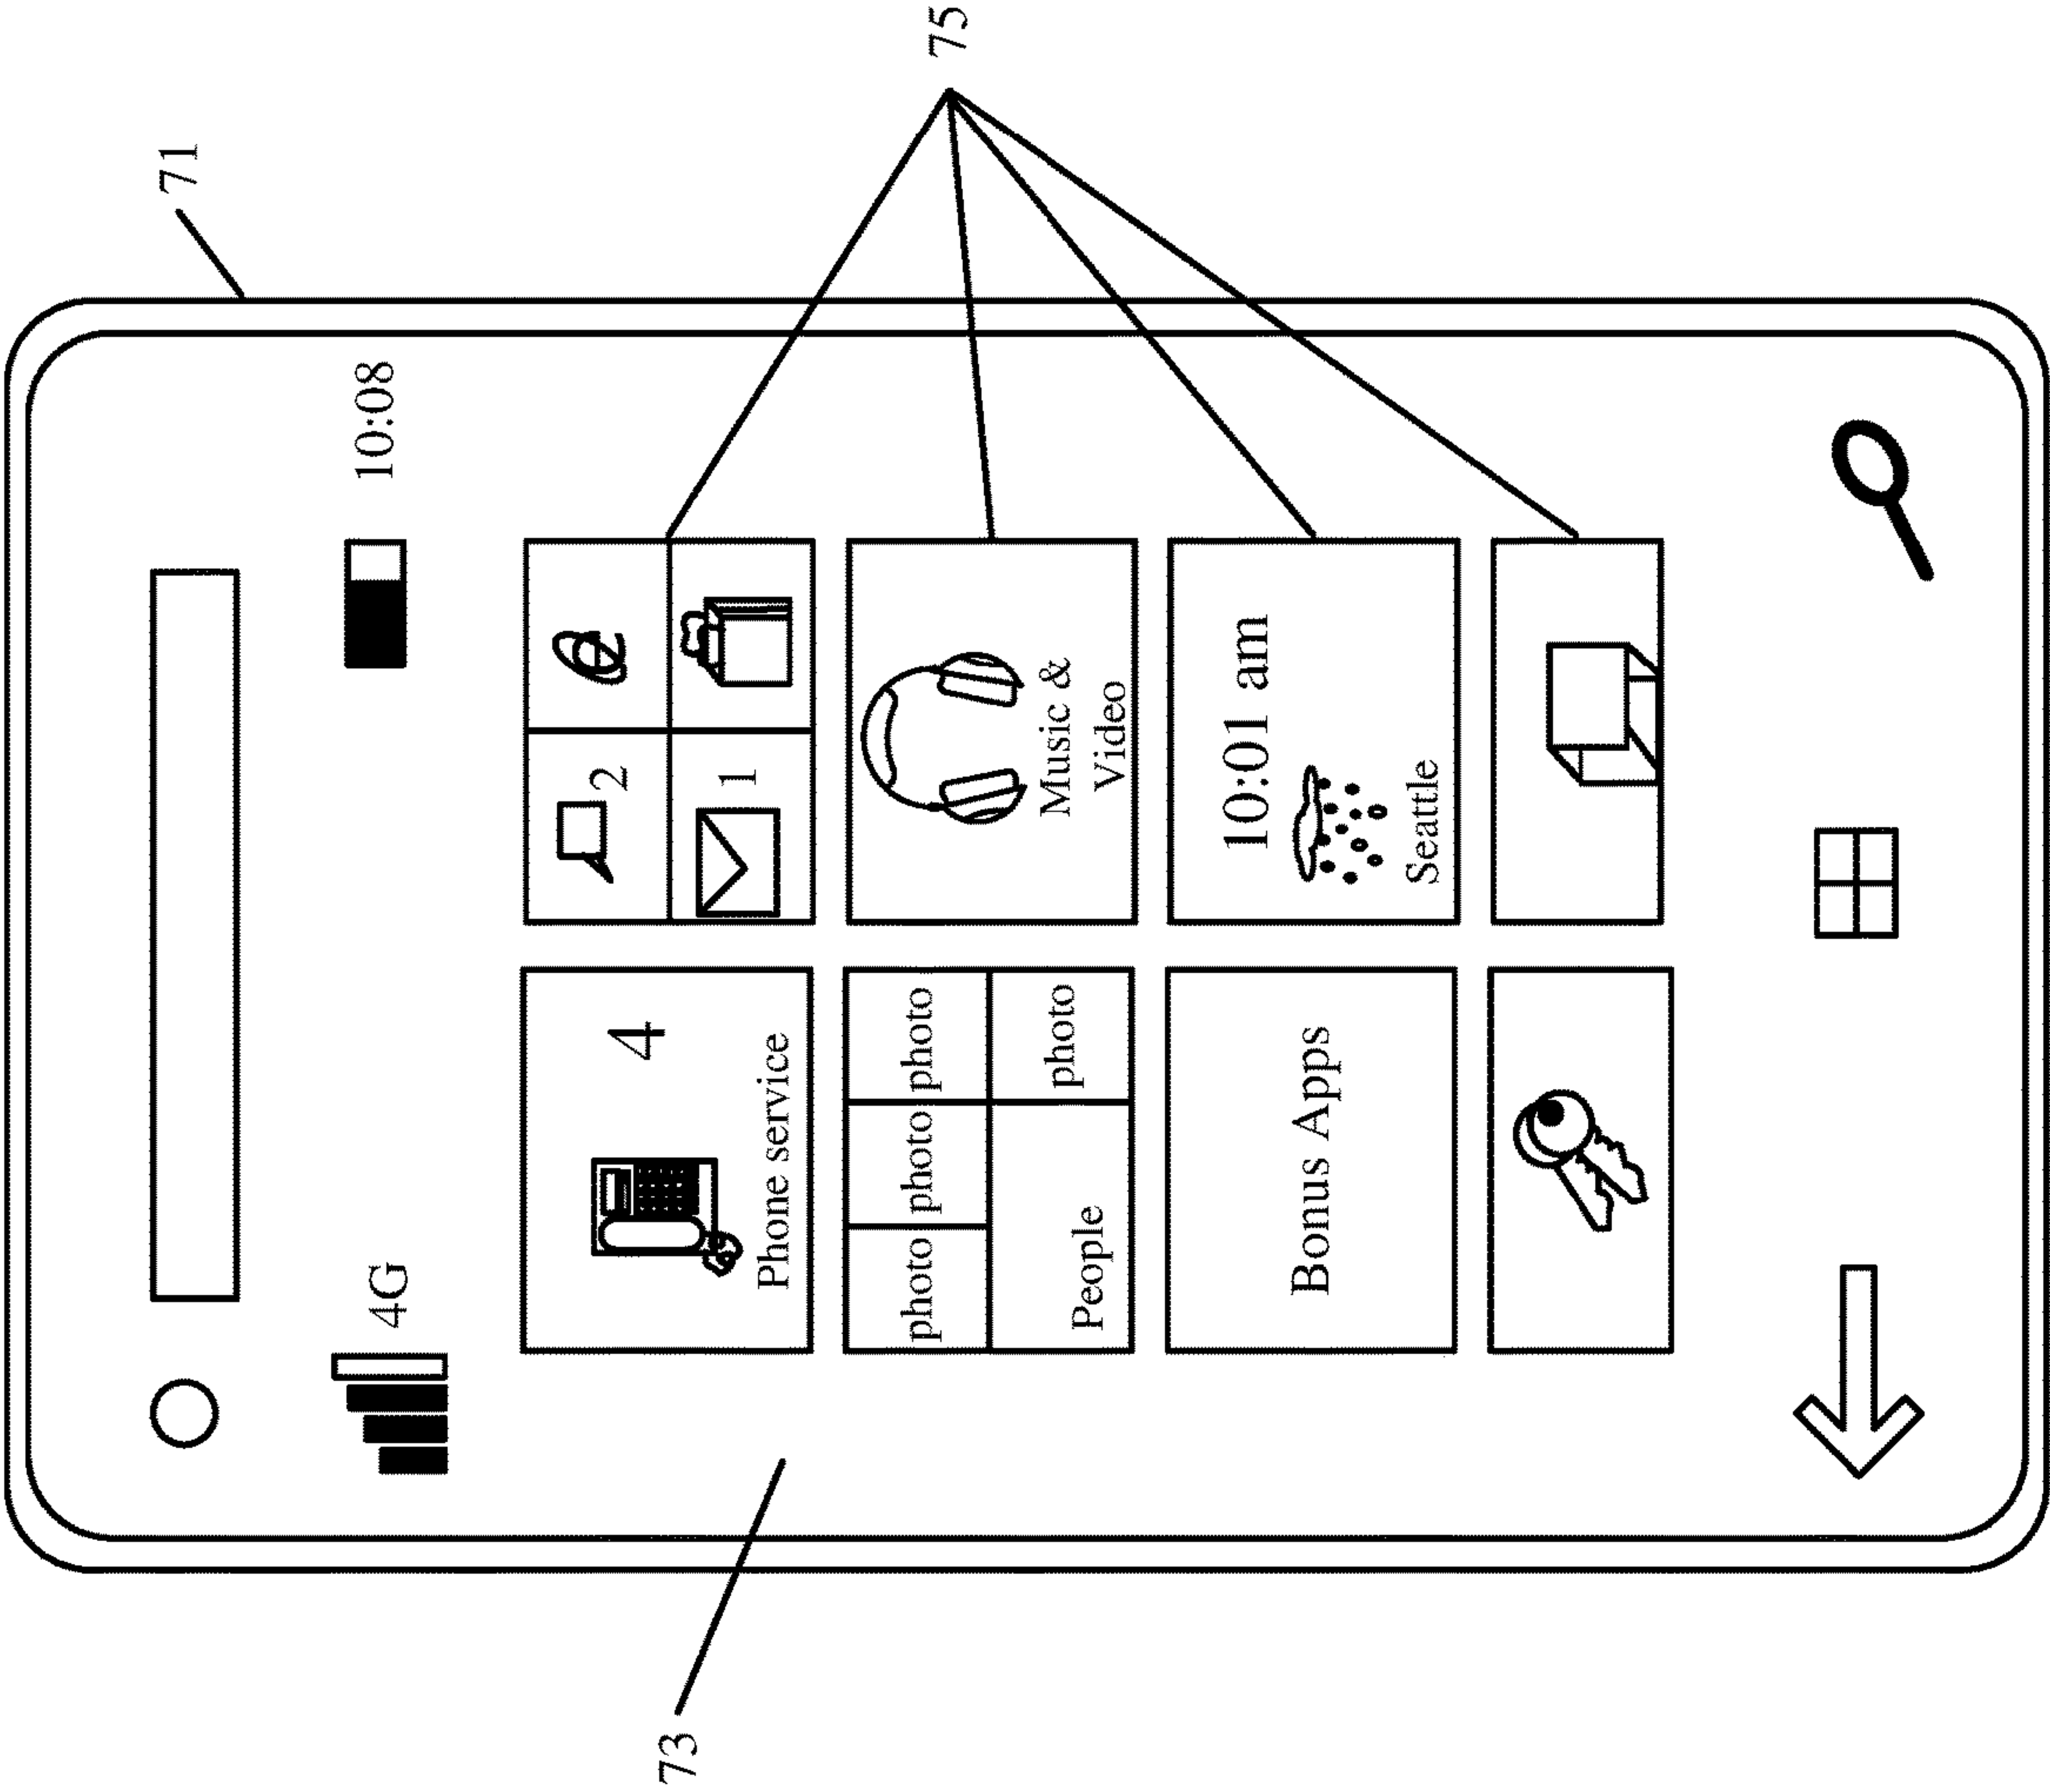 71
75
73
4G
10:08
4
Phone service
2
1
photo photo photo
People
photo
Music &
Video
Bonus Apps
10:01 am
Seattle